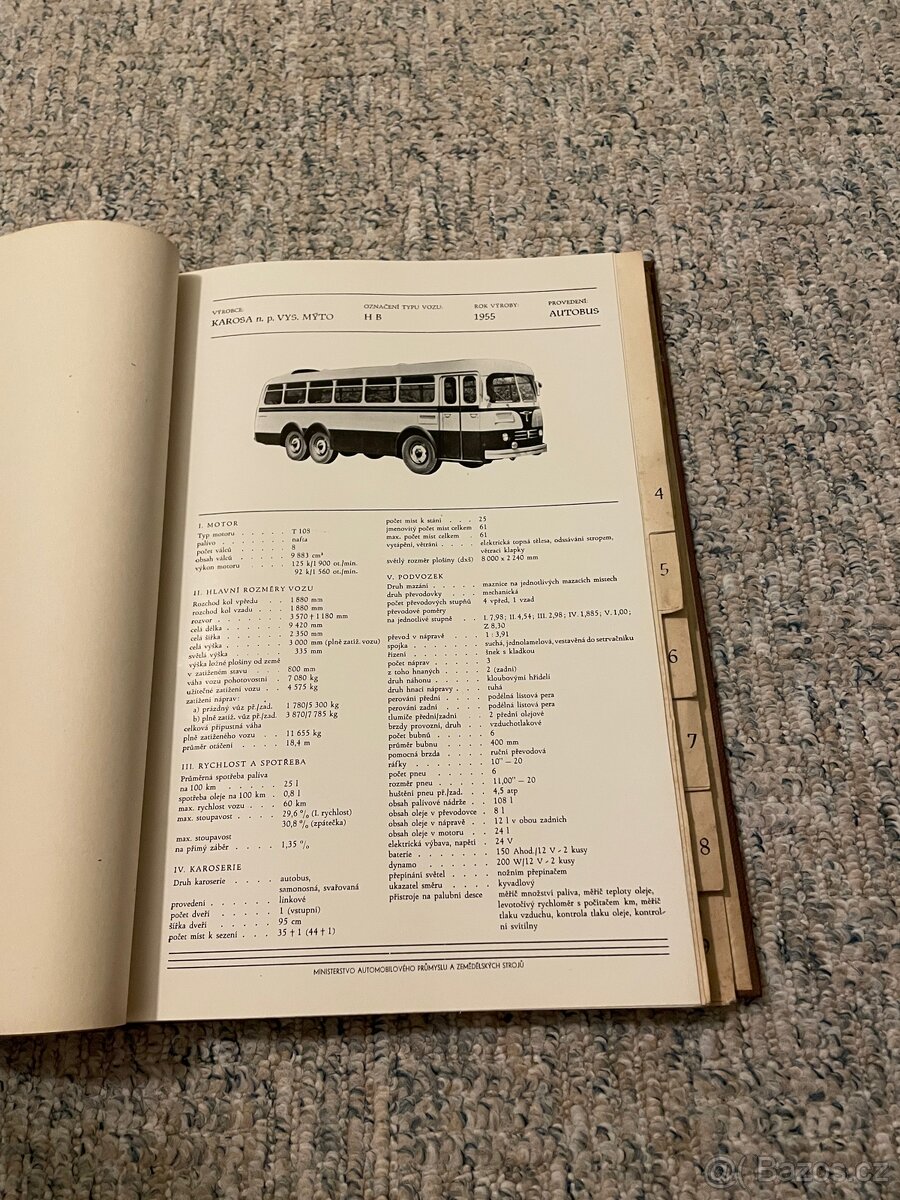 VÝROBCE:
KAROSA n. p. VYS. MÝTO
OZNAČENÍ TYPU VOZU:
H B
ROK VÝROBY:
1955
PROVEDENÍ:
AUTOBUS
I. MOTOR
Typ motoru . . . . . T 108
palivo . . . . . nafta
počet válců . . . . . 8
obsah válců . . . . . 9 883 cm³
výkon motoru . . . . . 125 k/1 900 ot./min.
92 k/1 560 ot./min.
II. HLAVNÍ ROZMĚRY VOZU
Rozchod kol vpředu . . 1 880 mm
rozchod kol vzadu . . 1 880 mm
rozvor . . . . . 3 570 + 1 180 mm
celá délka . . . . . 9 420 mm
celá šířka . . . . . 2 350 mm
celá výška . . . . . 3 000 mm (plně zatíž. vozu)
světlá výška . . . . 335 mm
výška ložné plošiny od země
v zatíženém stavu . . . 800 mm
váha vozu pohotovostní . 7 080 kg
užitečné zatížení vozu . . 4 575 kg
zatížení náprav:
a) prázdný vůz př./zad. . 1 780/5 300 kg
b) plně zatíž. vůz př./zad. 3 870/7 785 kg
celková přípustná váha
plně zatíženého vozu . . 11 655 kg
průměr otáčení . . . . 18,4 m
III. RYCHLOST A SPOTŘEBA
Průměrná spotřeba paliva
na 100 km . . . . . 25 l
spotřeba oleje na 100 km . 0,8 l
max. rychlost vozu . . . 60 km
max. stoupavost . . . . 29,6 % (I. rychlost)
30,8 % (zpátečka)
max. stoupavost
na přímý záběr . . . . 1,35 %
IV. KAROSERIE
Druh karoserie . . . . autobus,
samonosná, svařovaná
provedení . . . . . linkové
počet dveří . . . . . 1 (vstupní)
šířka dveří . . . . . 95 cm
počet míst k sezení . . . 35 + 1 (44 + 1)
počet míst k stání . . . 25
jmenovitý počet míst celkem 61
max. počet míst celkem . 61
vytápění, větrání . . . . elektrická topná tělesa, odsávání stropem,
větrací klapky
světlý rozměr plošiny (dxš) 8 000 x 2 240 mm
V. PODVOZEK
Druh mazání . . . . . maznice na jednotlivých mazacích místech
druh převodovky . . . . mechanická
počet převodových stupňů 4 vpřed, 1 vzad
převodové poměry
na jednotlivé stupně . . I. 7,98; II. 4,54; III. 2,98; IV. 1,885; V. 1,00;
Z 8,30
převod v nápravě . . . 1 : 3,91
spojka . . . . . suchá, jednolamelová, vestavěná do setrvačníku
řízení . . . . . šnek s kladkou
počet náprav . . . . . 3
z toho hnaných . . . . 2 (zadní)
druh náhonu . . . . . kloubovými hřídeli
druh hnací nápravy . . . tuhá
perování přední . . . . podélná listová pera
perování zadní . . . . podélná listová pera
tlumiče přední/zadní . . 2 přední olejové
brzdy provozní, druh . . vzduchotlakové
počet bubnů . . . . . 6
průměr bubnu . . . . 400 mm
pomocná brzda . . . . ruční převodová
ráfky . . . . . 10" — 20
počet pneu . . . . . 6
rozměr pneu . . . . . 11,00" — 20
huštění pneu př./zad. . . 4,5 atp
obsah palivové nádrže . . 108 l
obsah oleje v převodovce . 8 l
obsah oleje v nápravě . . 12 l v obou zadních
obsah oleje v motoru . . 24 l
elektrická výbava, napětí . 24 V
baterie . . . . . 150 Ahod./12 V - 2 kusy
dynamo . . . . . 200 W/12 V - 2 kusy
přepínání světel . . . . nožním přepínačem
ukazatel směru . . . . kyvadlový
přístroje na palubní desce měřič množství paliva, měřič teploty oleje,
levotočivý rychloměr s počitačem km, měřič
tlaku vzduchu, kontrola tlaku oleje, kontrol-
ní svítilny
MINISTERSTVO AUTOMOBILOVÉHO PRŮMYSLU A ZEMĚDĚLSKÝCH STROJŮ
4
5
6
7
8
9
@( Bazos.cz